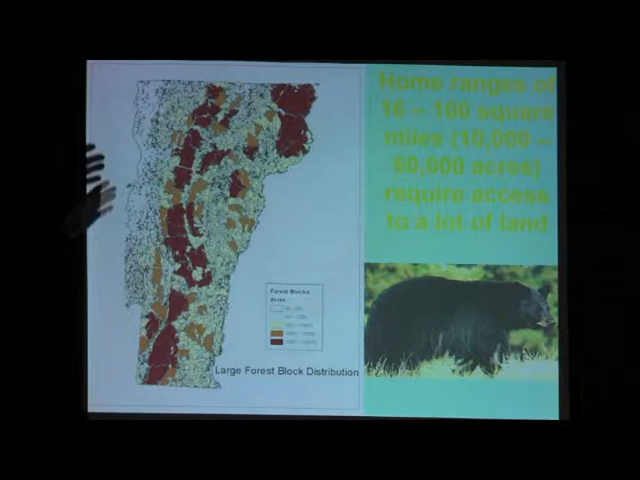 Home ranges of
16 – 100 square
miles (10,000 –
60,000 acres)
require access
to a lot of land
Forest Blocks
Acres
Large Forest Block Distribution